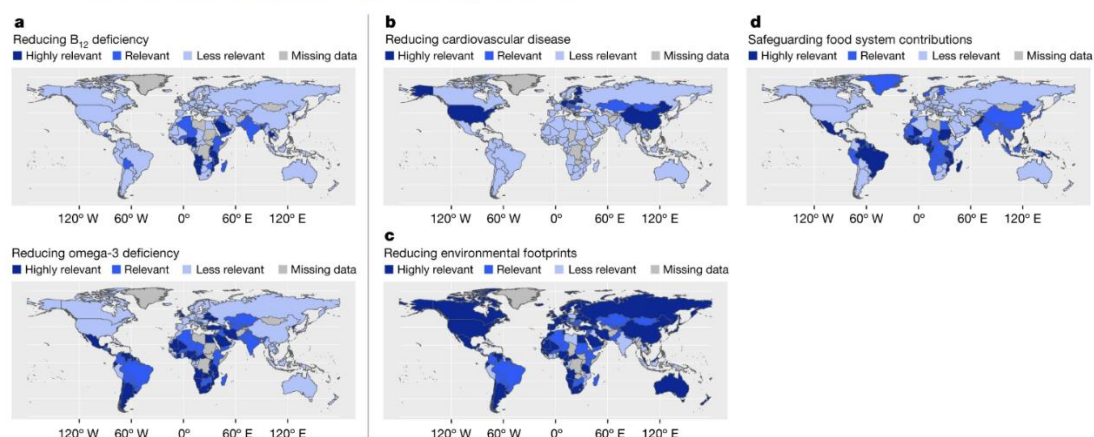 a
Reducing B₁₂ deficiency
Highly relevant Relevant Less relevant Missing data
120° W 60° W 0° 60° E 120° E
Reducing omega-3 deficiency
Highly relevant Relevant Less relevant Missing data
120° W 60° W 0° 60° E 120° E
b
Reducing cardiovascular disease
Highly relevant Relevant Less relevant Missing data
120° W 60° W 0° 60° E 120° E
c
Reducing environmental footprints
Highly relevant Relevant Less relevant Missing data
120° W 60° W 0° 60° E 120° E
d
Safeguarding food system contributions
Highly relevant Relevant Less relevant Missing data
120° W 60° W 0° 60° E 120° E